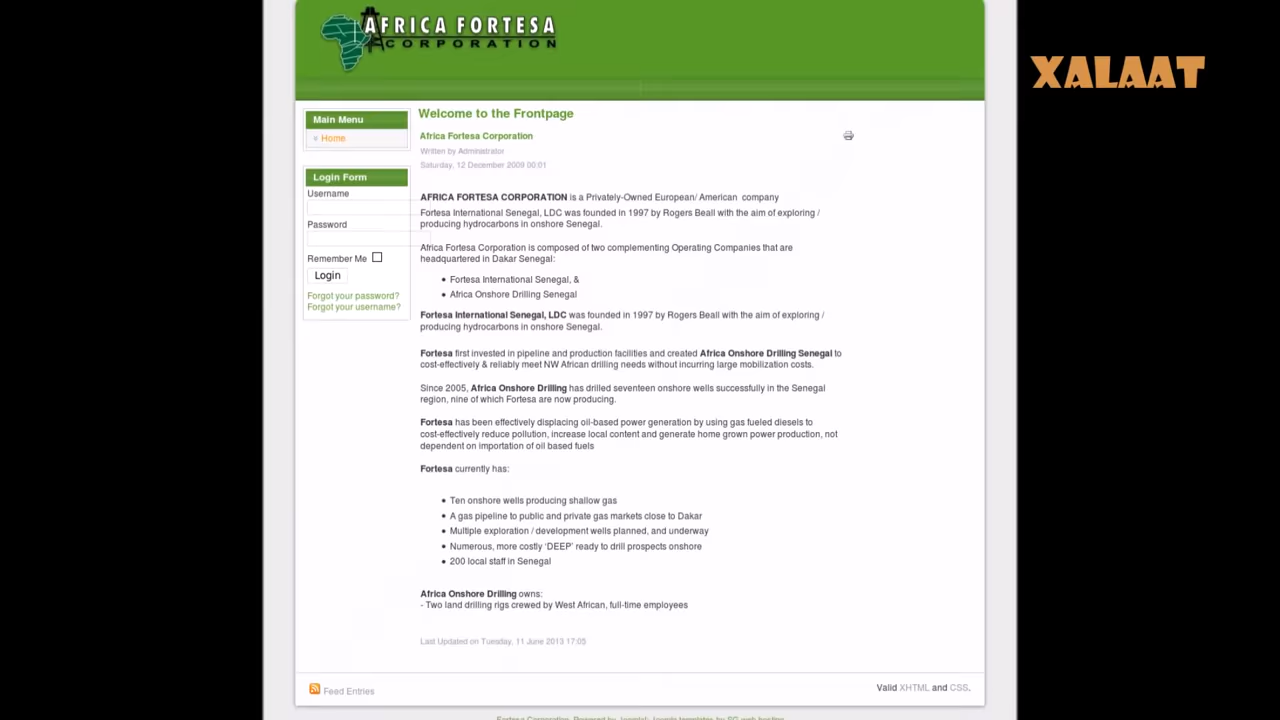 AFRICA FORTESA
CORPORATION
XALAAT
Main Menu
Home
Login Form
Username
Password
Remember Me
Login
Forgot your password?
Forgot your username?
Welcome to the Frontpage
Africa Fortesa Corporation
Written by Administrator
Saturday, 12 December 2009 00:01
AFRICA FORTESA CORPORATION is a Privately-Owned European/ American company
Fortesa International Senegal, LDC was founded in 1997 by Rogers Beall with the aim of exploring /
producing hydrocarbons in onshore Senegal.
Africa Fortesa Corporation is composed of two complementing Operating Companies that are
headquartered in Dakar Senegal:
• Fortesa International Senegal, &
• Africa Onshore Drilling Senegal
Fortesa International Senegal, LDC was founded in 1997 by Rogers Beall with the aim of exploring /
producing hydrocarbons in onshore Senegal.
Fortesa first invested in pipeline and production facilities and created Africa Onshore Drilling Senegal to
cost-effectively & reliably meet NW African drilling needs without incurring large mobilization costs.
Since 2005, Africa Onshore Drilling has drilled seventeen onshore wells successfully in the Senegal
region, nine of which Fortesa are now producing.
Fortesa has been effectively displacing oil-based power generation by using gas fueled diesels to
cost-effectively reduce pollution, increase local content and generate home grown power production, not
dependent on importation of oil based fuels
Fortesa currently has:
• Ten onshore wells producing shallow gas
• A gas pipeline to public and private gas markets close to Dakar
• Multiple exploration / development wells planned, and underway
• Numerous, more costly ‘DEEP’ ready to drill prospects onshore
• 200 local staff in Senegal
Africa Onshore Drilling owns:
- Two land drilling rigs crewed by West African, full-time employees
Last Updated on Tuesday, 11 June 2013 17:05
Feed Entries
Valid XHTML and CSS.